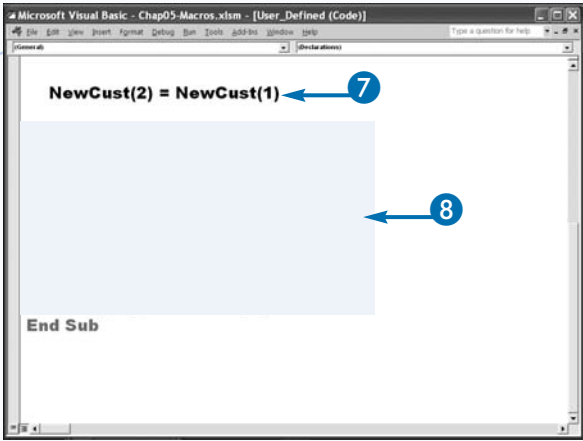 Microsoft Visual Basic - Chap05-Macros.xlsm - [User_Defined (Code)]
File Edit View Insert Format Debug Run Tools Add-Ins Window Help Type a question for help
(General) (Declarations)
NewCust(2) = NewCust(1) 7
8
End Sub